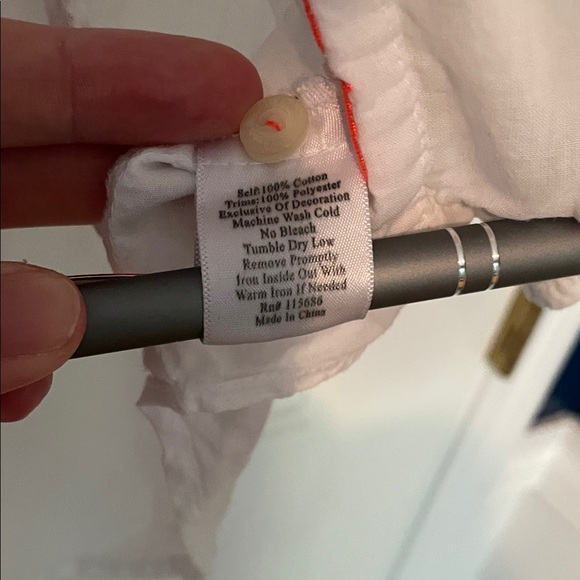 Self: 100% Cotton
Trims: 100% Polyester
Exclusive Of Decoration
Machine Wash Cold
No Bleach
Tumble Dry Low
Remove Promptly
Iron Inside Out With
Warm Iron If Needed
Rn# 115686
Made In China